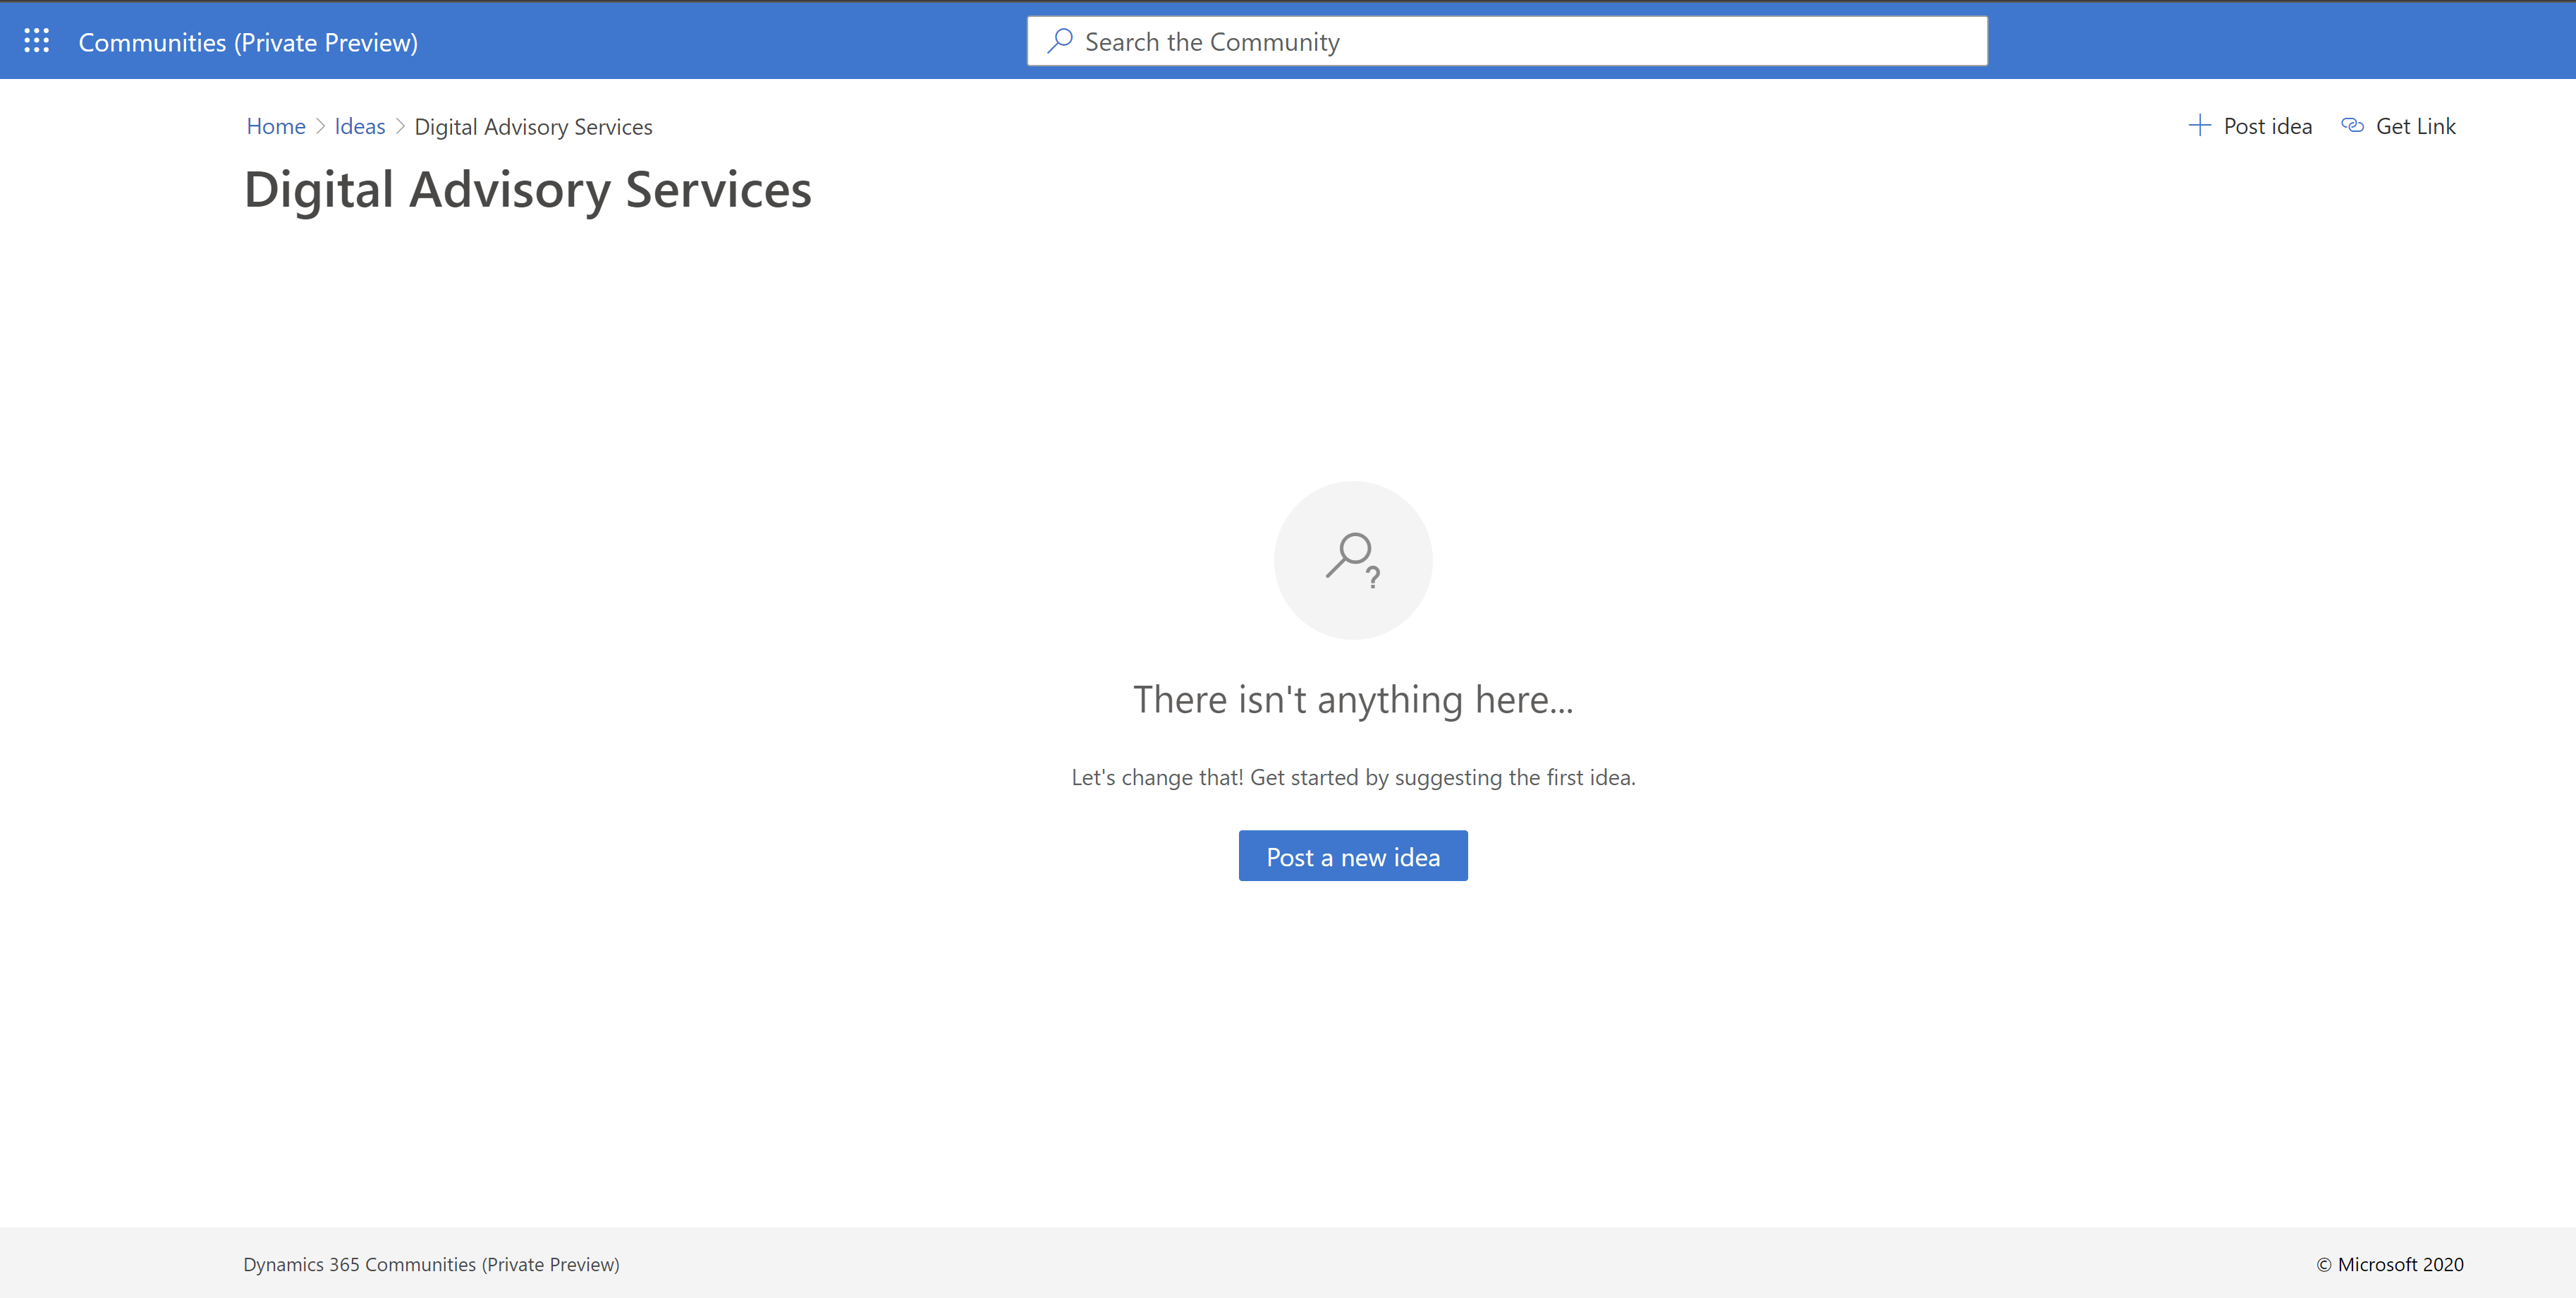 Communities (Private Preview)
Search the Community
Home > Ideas > Digital Advisory Services
Post idea
Get Link
Digital Advisory Services
?
There isn't anything here...
Let's change that! Get started by suggesting the first idea.
Post a new idea
Dynamics 365 Communities (Private Preview)
© Microsoft 2020